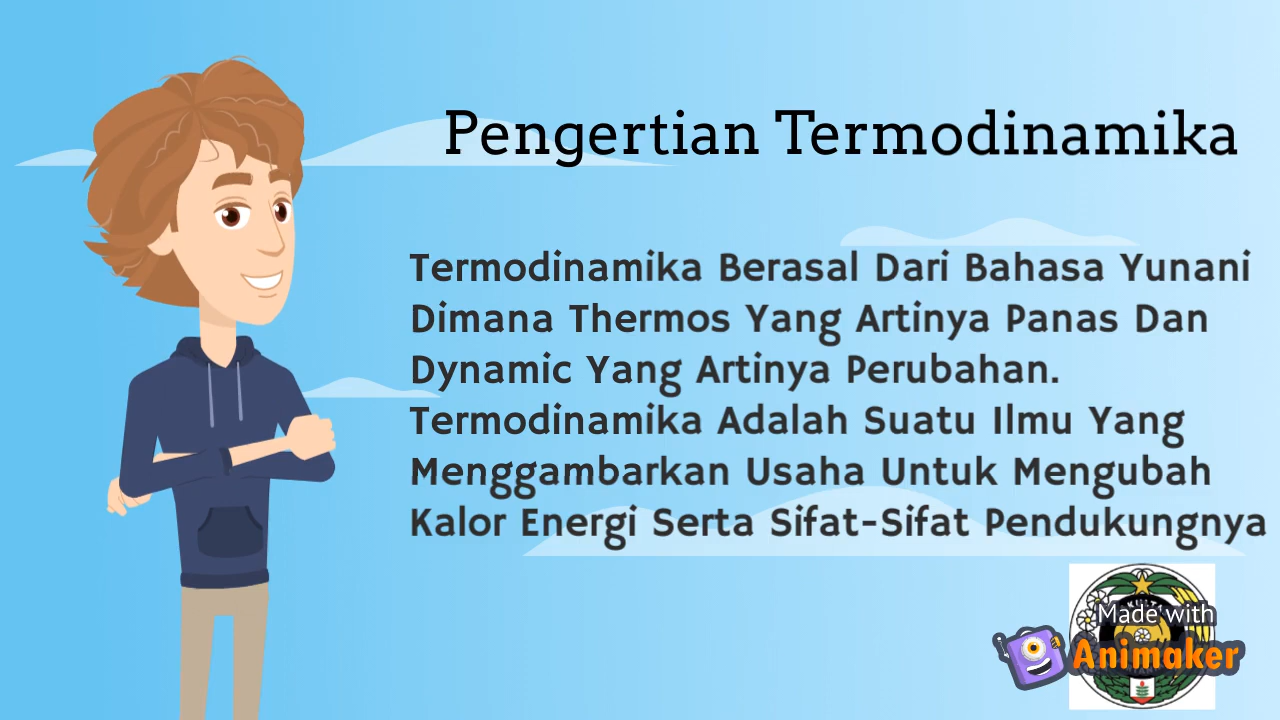 Pengertian Termodinamika
Termodinamika Berasal Dari Bahasa Yunani
Dimana Thermos Yang Artinya Panas Dan
Dynamic Yang Artinya Perubahan.
Termodinamika Adalah Suatu Ilmu Yang
Menggambarkan Usaha Untuk Mengubah
Kalor Energi Serta Sifat-Sifat Pendukungnya
Made with
Animaker